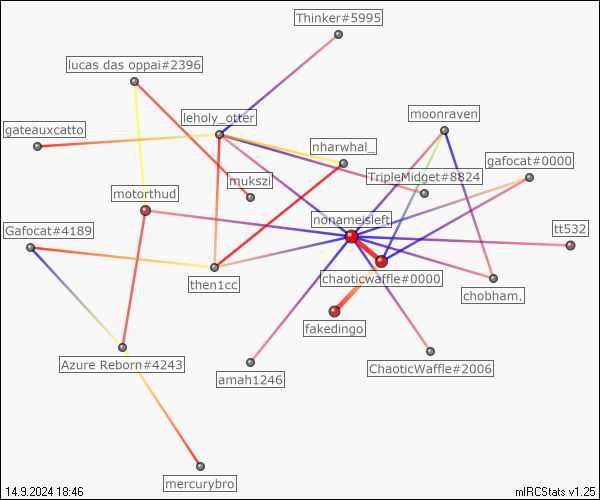 Thinker#5995
lucas das oppai#2396
moonraven
leholy_otter
gateauxcatto
nharwhal_
gafocat#0000
TripleMidget#8824
mukszi
motorthud
nonameisleft
tt532
Gafocat#4189
chaoticwaffle#0000
then1cc
chobham.
fakedingo
Azure Reborn#4243
ChaoticWaffle#2006
amah1246
mercurybro
14.9.2024 18:46
mIRCStats v1.25